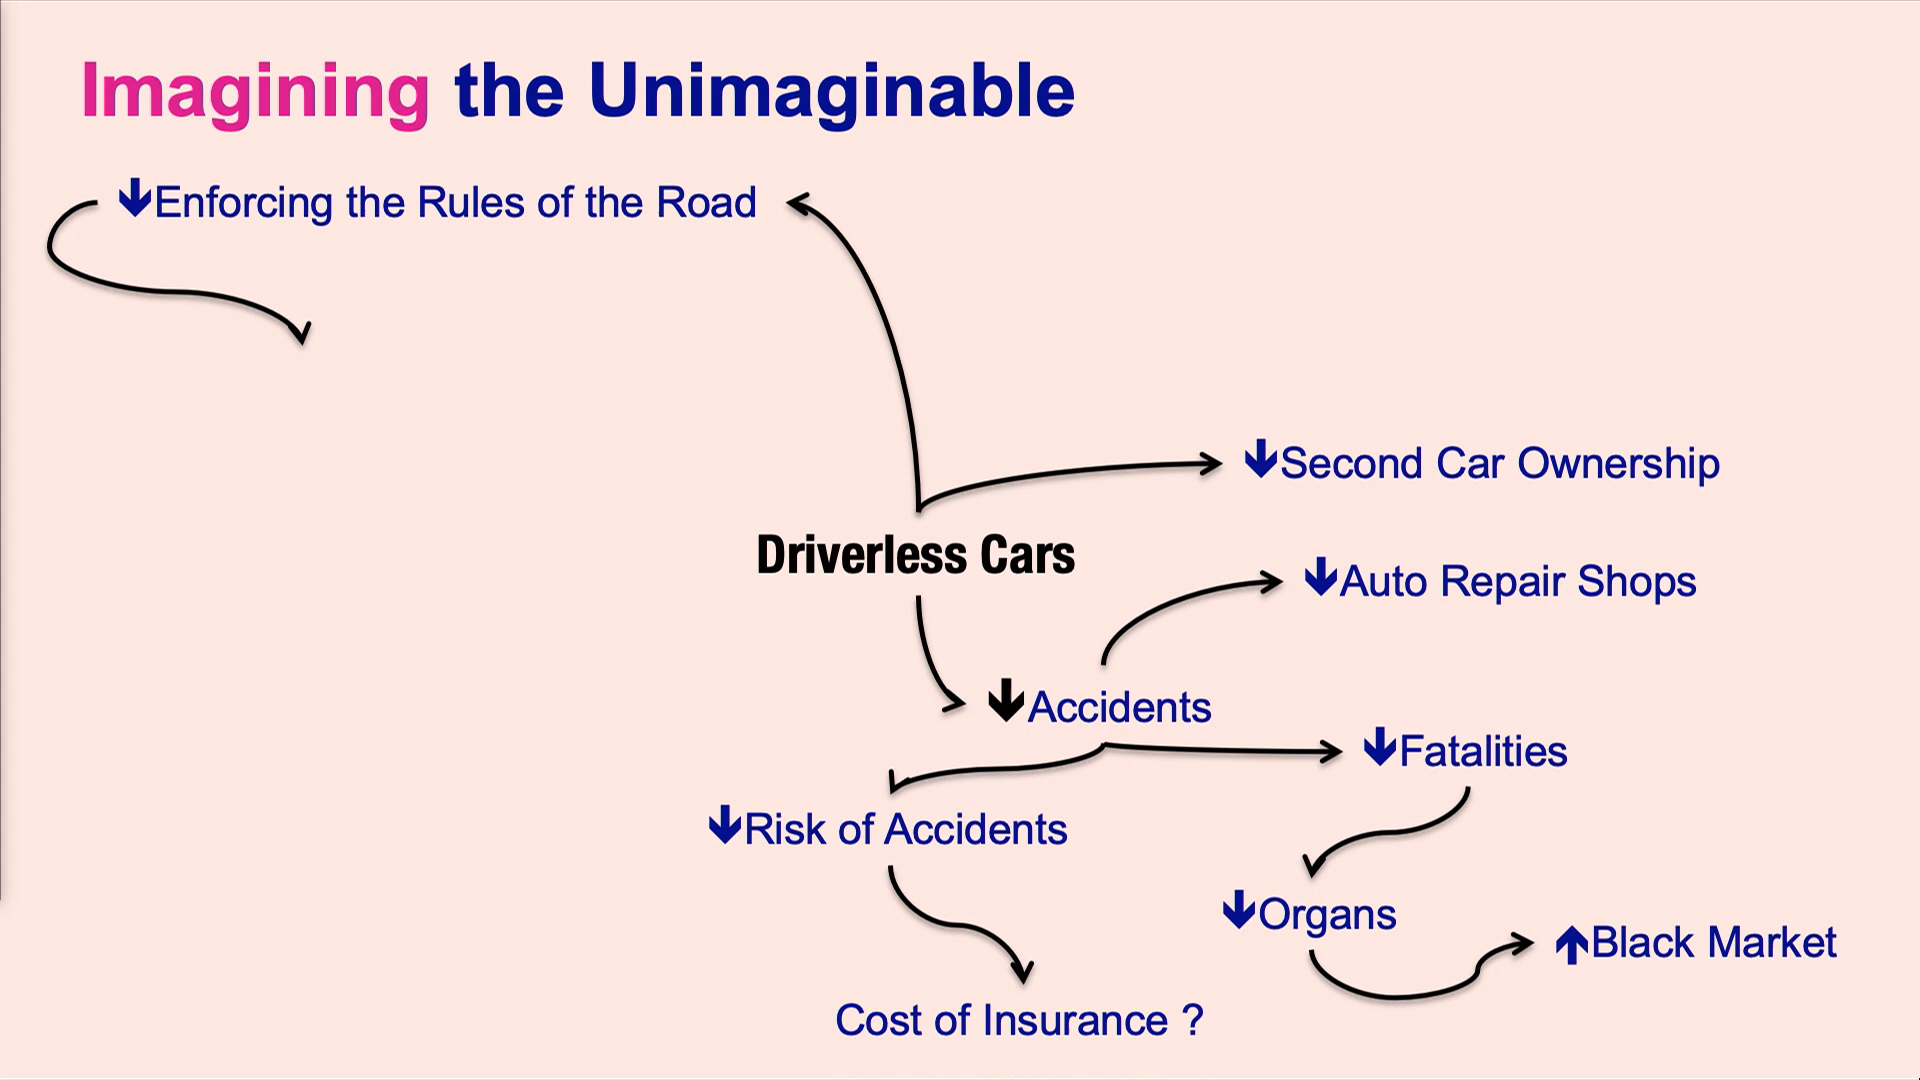 Imagining the Unimaginable
↓Enforcing the Rules of the Road
↓Second Car Ownership
Driverless Cars
↓Auto Repair Shops
↓Accidents
↓Fatalities
↓Risk of Accidents
↓Organs
↑Black Market
Cost of Insurance ?